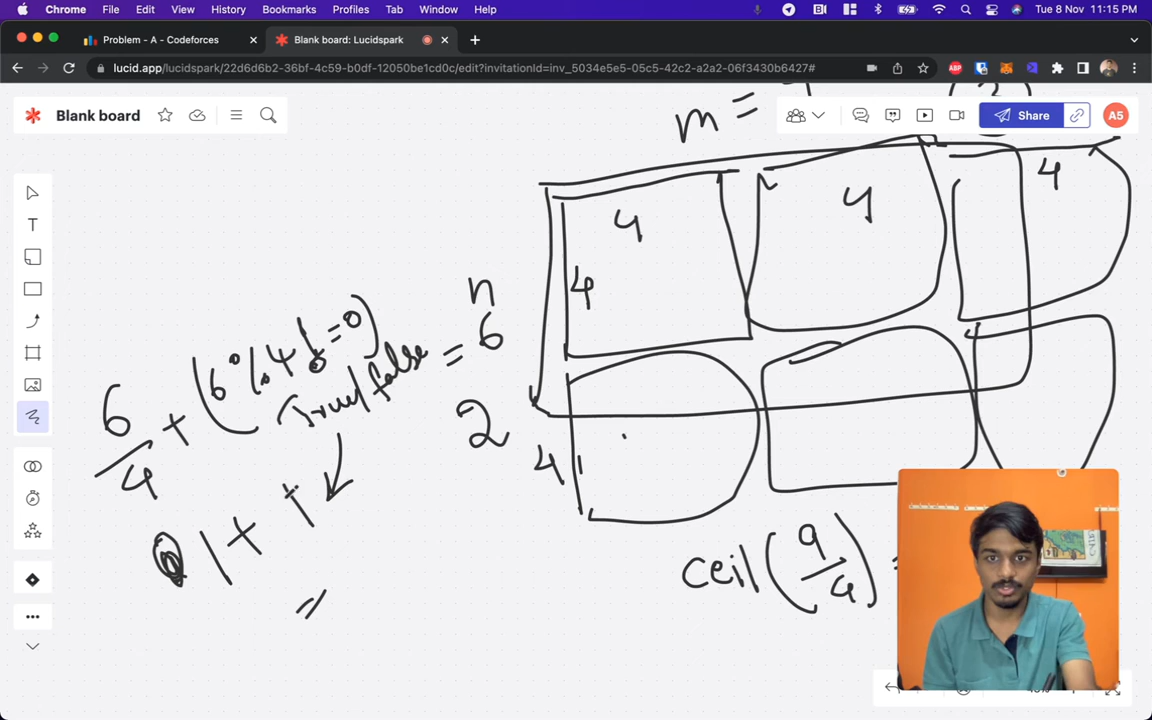 Chrome File Edit View History Bookmarks Profiles Tab Window Help Tue 8 Nov 11:15 PM
Problem - A - Codeforces
Blank board: Lucidspark
lucid.app/lucidspark/22d6d6b2-36bf-4c59-b0df-12050be1cd0c/edit?invitationId=inv_5034e5e5-05c5-42c2-a2a2-06f3430b6427#
ABP
Blank board
Share
A5
m =
4 4 4
4
n
6/4 + (6%4!=0) = 6
True/false
2
4
1 + 1
=
ceil(9/4)